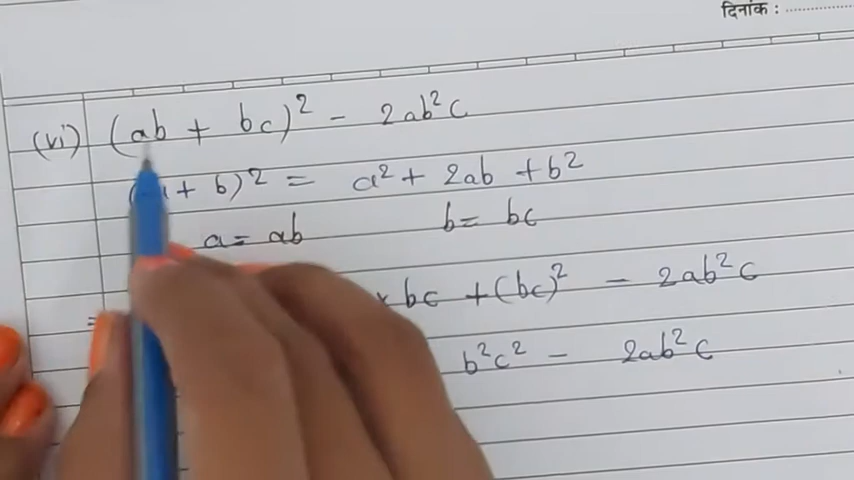 दिनांक :
(vi) (ab + bc)² - 2ab²c
+ b)² = a² + 2ab + b²
a = ab b = bc
= × bc + (bc)² - 2ab²c
b²c² - 2ab²c